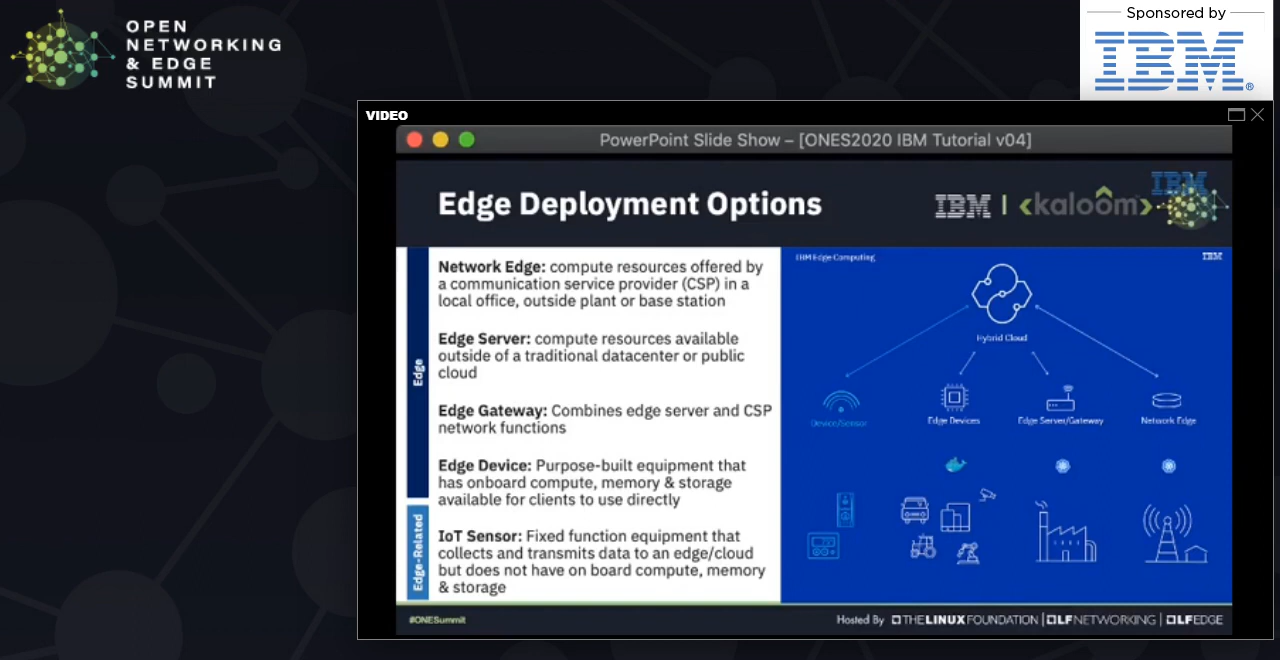 OPEN
NETWORKING
& EDGE
SUMMIT
Sponsored by
IBM®
VIDEO
PowerPoint Slide Show – [ONES2020 IBM Tutorial v04]
Edge Deployment Options
IBM | <kaloom>
IBM
Edge
Network Edge: compute resources offered by
a communication service provider (CSP) in a
local office, outside plant or base station
Edge Server: compute resources available
outside of a traditional datacenter or public
cloud
Edge Gateway: Combines edge server and CSP
network functions
Edge Device: Purpose-built equipment that
has onboard compute, memory & storage
available for clients to use directly
Edge-Related
IoT Sensor: Fixed function equipment that
collects and transmits data to an edge/cloud
but does not have on board compute, memory
& storage
IBM Edge Computing
IBM
Hybrid Cloud
Device/Sensor
Edge Devices
Edge Server/Gateway
Network Edge
#ONESummit
Hosted By THE LINUX FOUNDATION | LF NETWORKING | LF EDGE